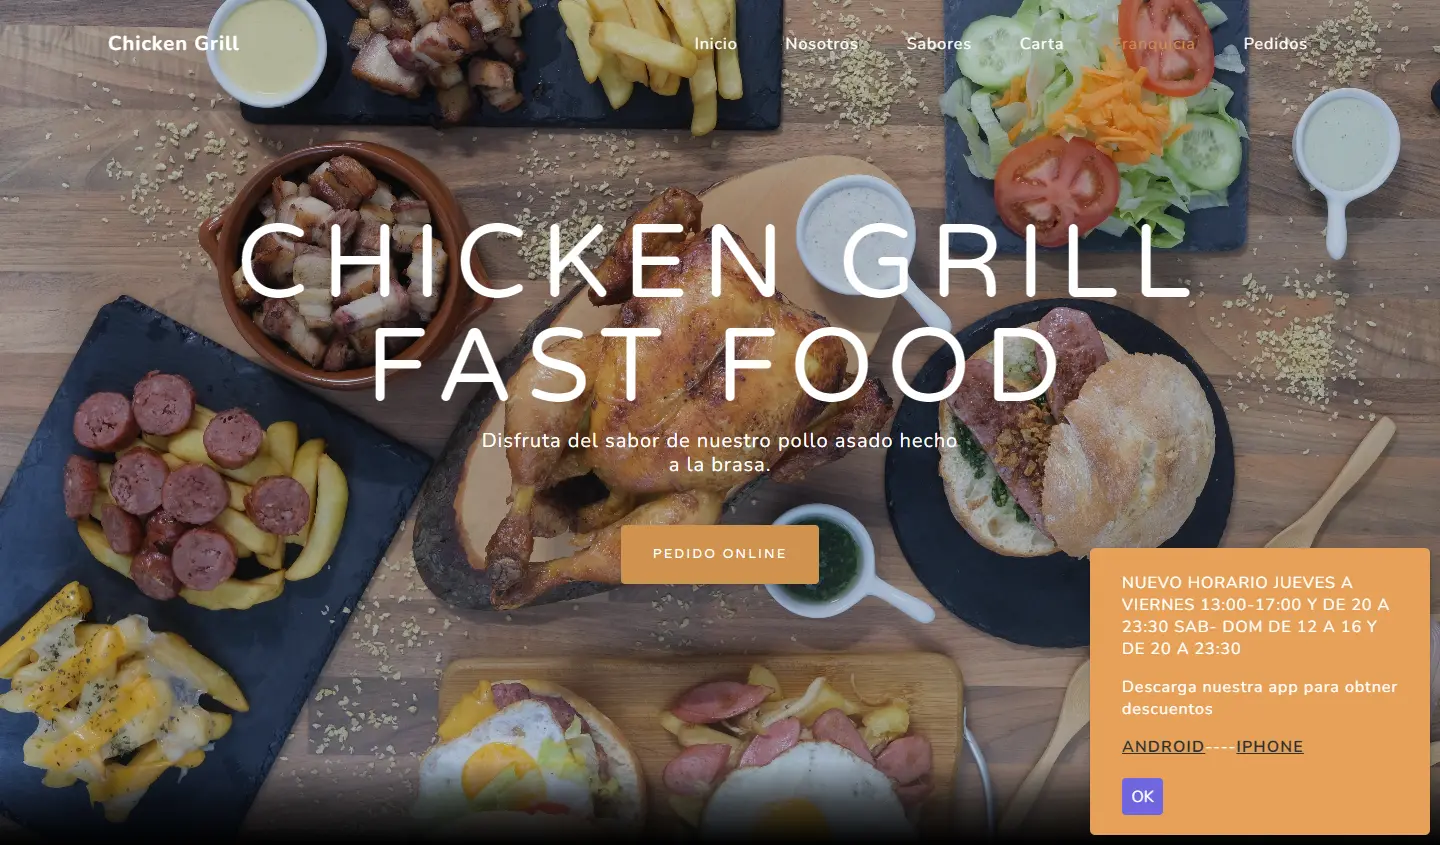 Chicken Grill
Inicio
Nosotros
Sabores
Carta
Franquicia
Pedidos
CHICKEN GRILL
FAST FOOD
Disfruta del sabor de nuestro pollo asado hecho
a la brasa.
PEDIDO ONLINE
NUEVO HORARIO JUEVES A
VIERNES 13:00-17:00 Y DE 20 A
23:30 SAB- DOM DE 12 A 16 Y
DE 20 A 23:30
Descarga nuestra app para obtner
descuentos
ANDROID----IPHONE
OK